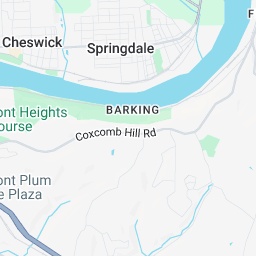 F
Cheswick
Springdale
BARKING
ont Heights
ourse
Coxcomb Hill Rd
ont Plum
e Plaza